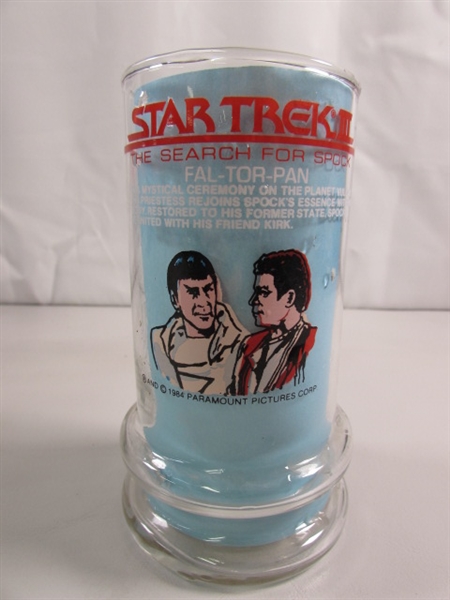 STAR TREK III
THE SEARCH FOR SPOCK
FAL-TOR-PAN
MYSTICAL CEREMONY ON THE PLANET
PRIESTESS REJOINS SPOCK'S ESSENCE
RESTORED TO HIS FORMER STATE, SPOCK
WITH HIS FRIEND KIRK.
® AND © 1984 PARAMOUNT PICTURES CORP.